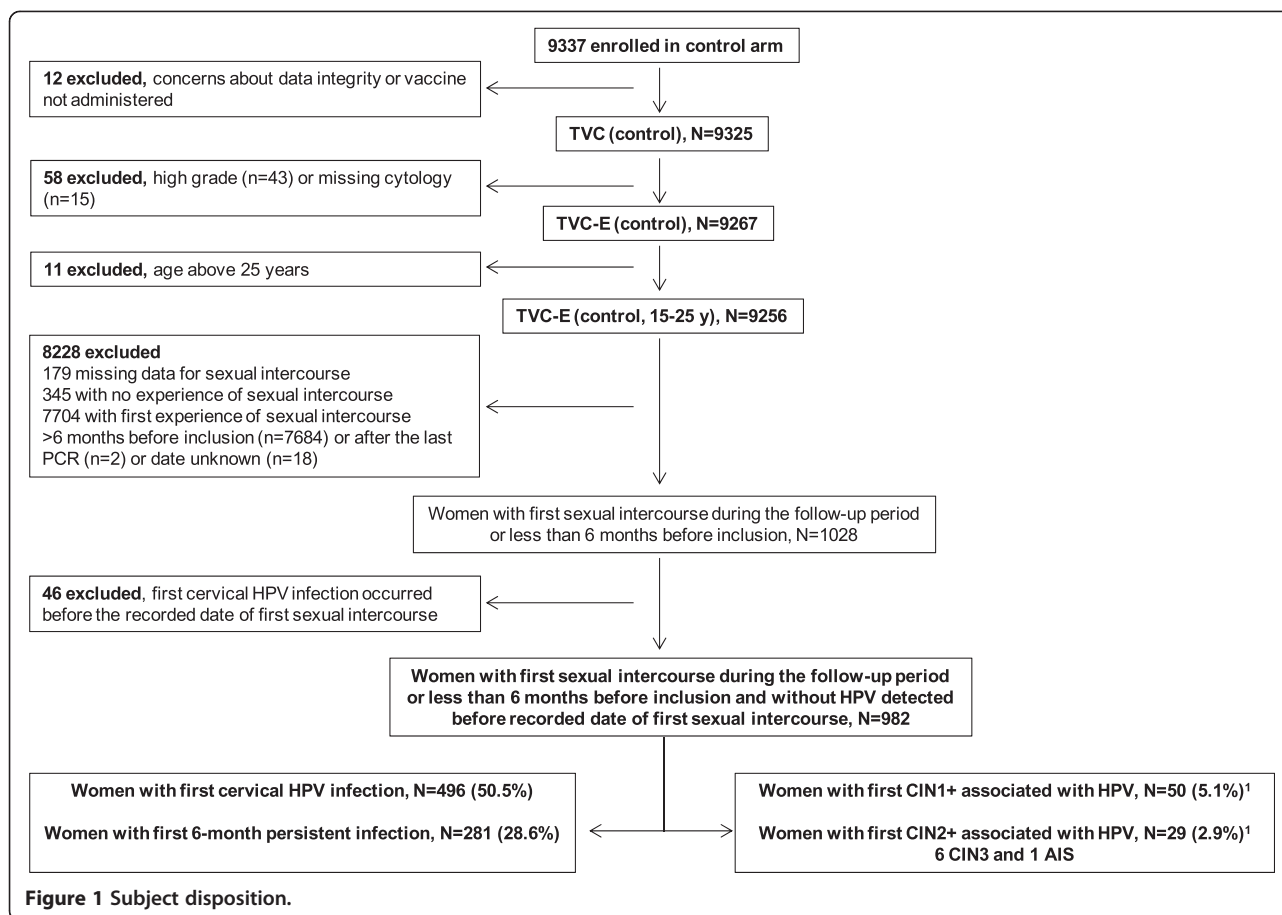 9337 enrolled in control arm
12 excluded, concerns about data integrity or vaccine
not administered
TVC (control), N=9325
58 excluded, high grade (n=43) or missing cytology
(n=15)
TVC-E (control), N=9267
11 excluded, age above 25 years
TVC-E (control, 15-25 y), N=9256
8228 excluded
179 missing data for sexual intercourse
345 with no experience of sexual intercourse
7704 with first experience of sexual intercourse
>6 months before inclusion (n=7684) or after the last
PCR (n=2) or date unknown (n=18)
Women with first sexual intercourse during the follow-up period
or less than 6 months before inclusion, N=1028
46 excluded, first cervical HPV infection occurred
before the recorded date of first sexual intercourse
Women with first sexual intercourse during the follow-up period
or less than 6 months before inclusion and without HPV detected
before recorded date of first sexual intercourse, N=982
Women with first cervical HPV infection, N=496 (50.5%)
Women with first 6-month persistent infection, N=281 (28.6%)
Women with first CIN1+ associated with HPV, N=50 (5.1%)¹
Women with first CIN2+ associated with HPV, N=29 (2.9%)¹
6 CIN3 and 1 AIS
Figure 1 Subject disposition.